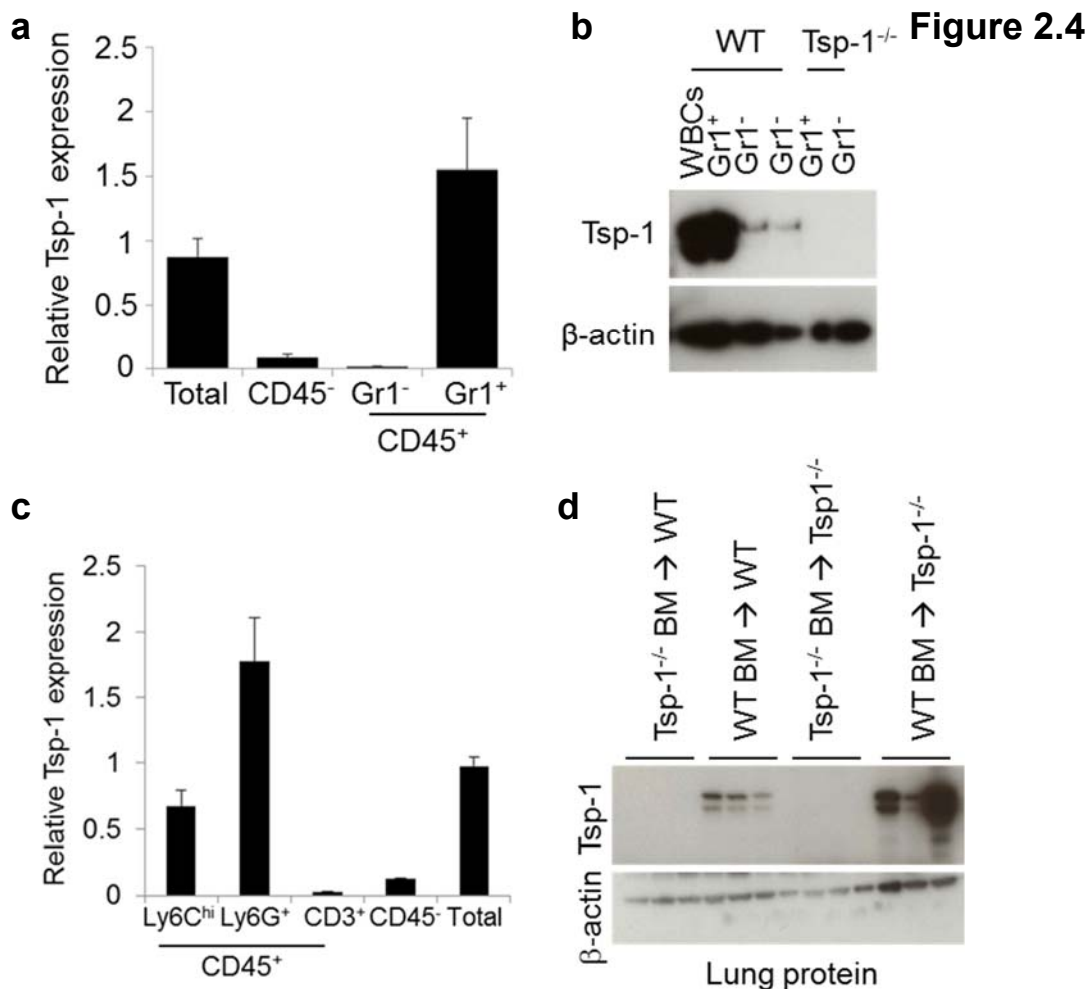 Figure 2.4
a
2.5
2
1.5
1
0.5
0
Relative Tsp-1 expression
Total
CD45-
Gr1-
Gr1+
CD45+
b
WT
Tsp-1-/-
WBCs
Gr1+
Gr1-
Gr1-
Gr1+
Gr1-
Tsp-1
β-actin
c
2.5
2
1.5
1
0.5
0
Relative Tsp-1 expression
Ly6Chi
Ly6G+
CD3+
CD45-
Total
CD45+
d
Tsp-1-/- BM → WT
WT BM → WT
Tsp-1-/- BM → Tsp1-/-
WT BM → Tsp-1-/-
Tsp-1
β-actin
Lung protein